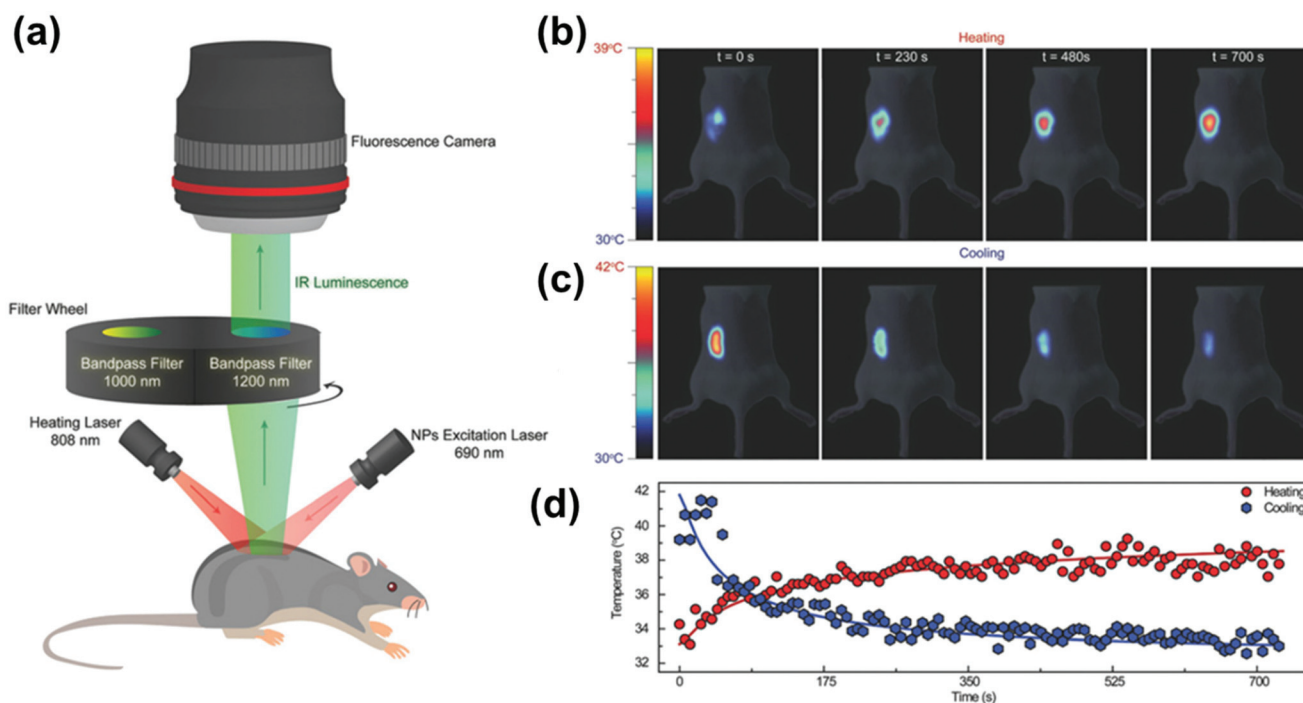 (a)
Fluorescence Camera
IR Luminescence
Filter Wheel
Bandpass Filter
1000 nm
Bandpass Filter
1200 nm
Heating Laser
808 nm
NPs Excitation Laser
690 nm
(b)
Heating
39°C
30°C
t = 0 s
t = 230 s
t = 480s
t = 700 s
(c)
Cooling
42°C
30°C
(d)
Temperature (°C)
42
40
38
36
34
32
0
175
350
525
700
Time (s)
Heating
Cooling